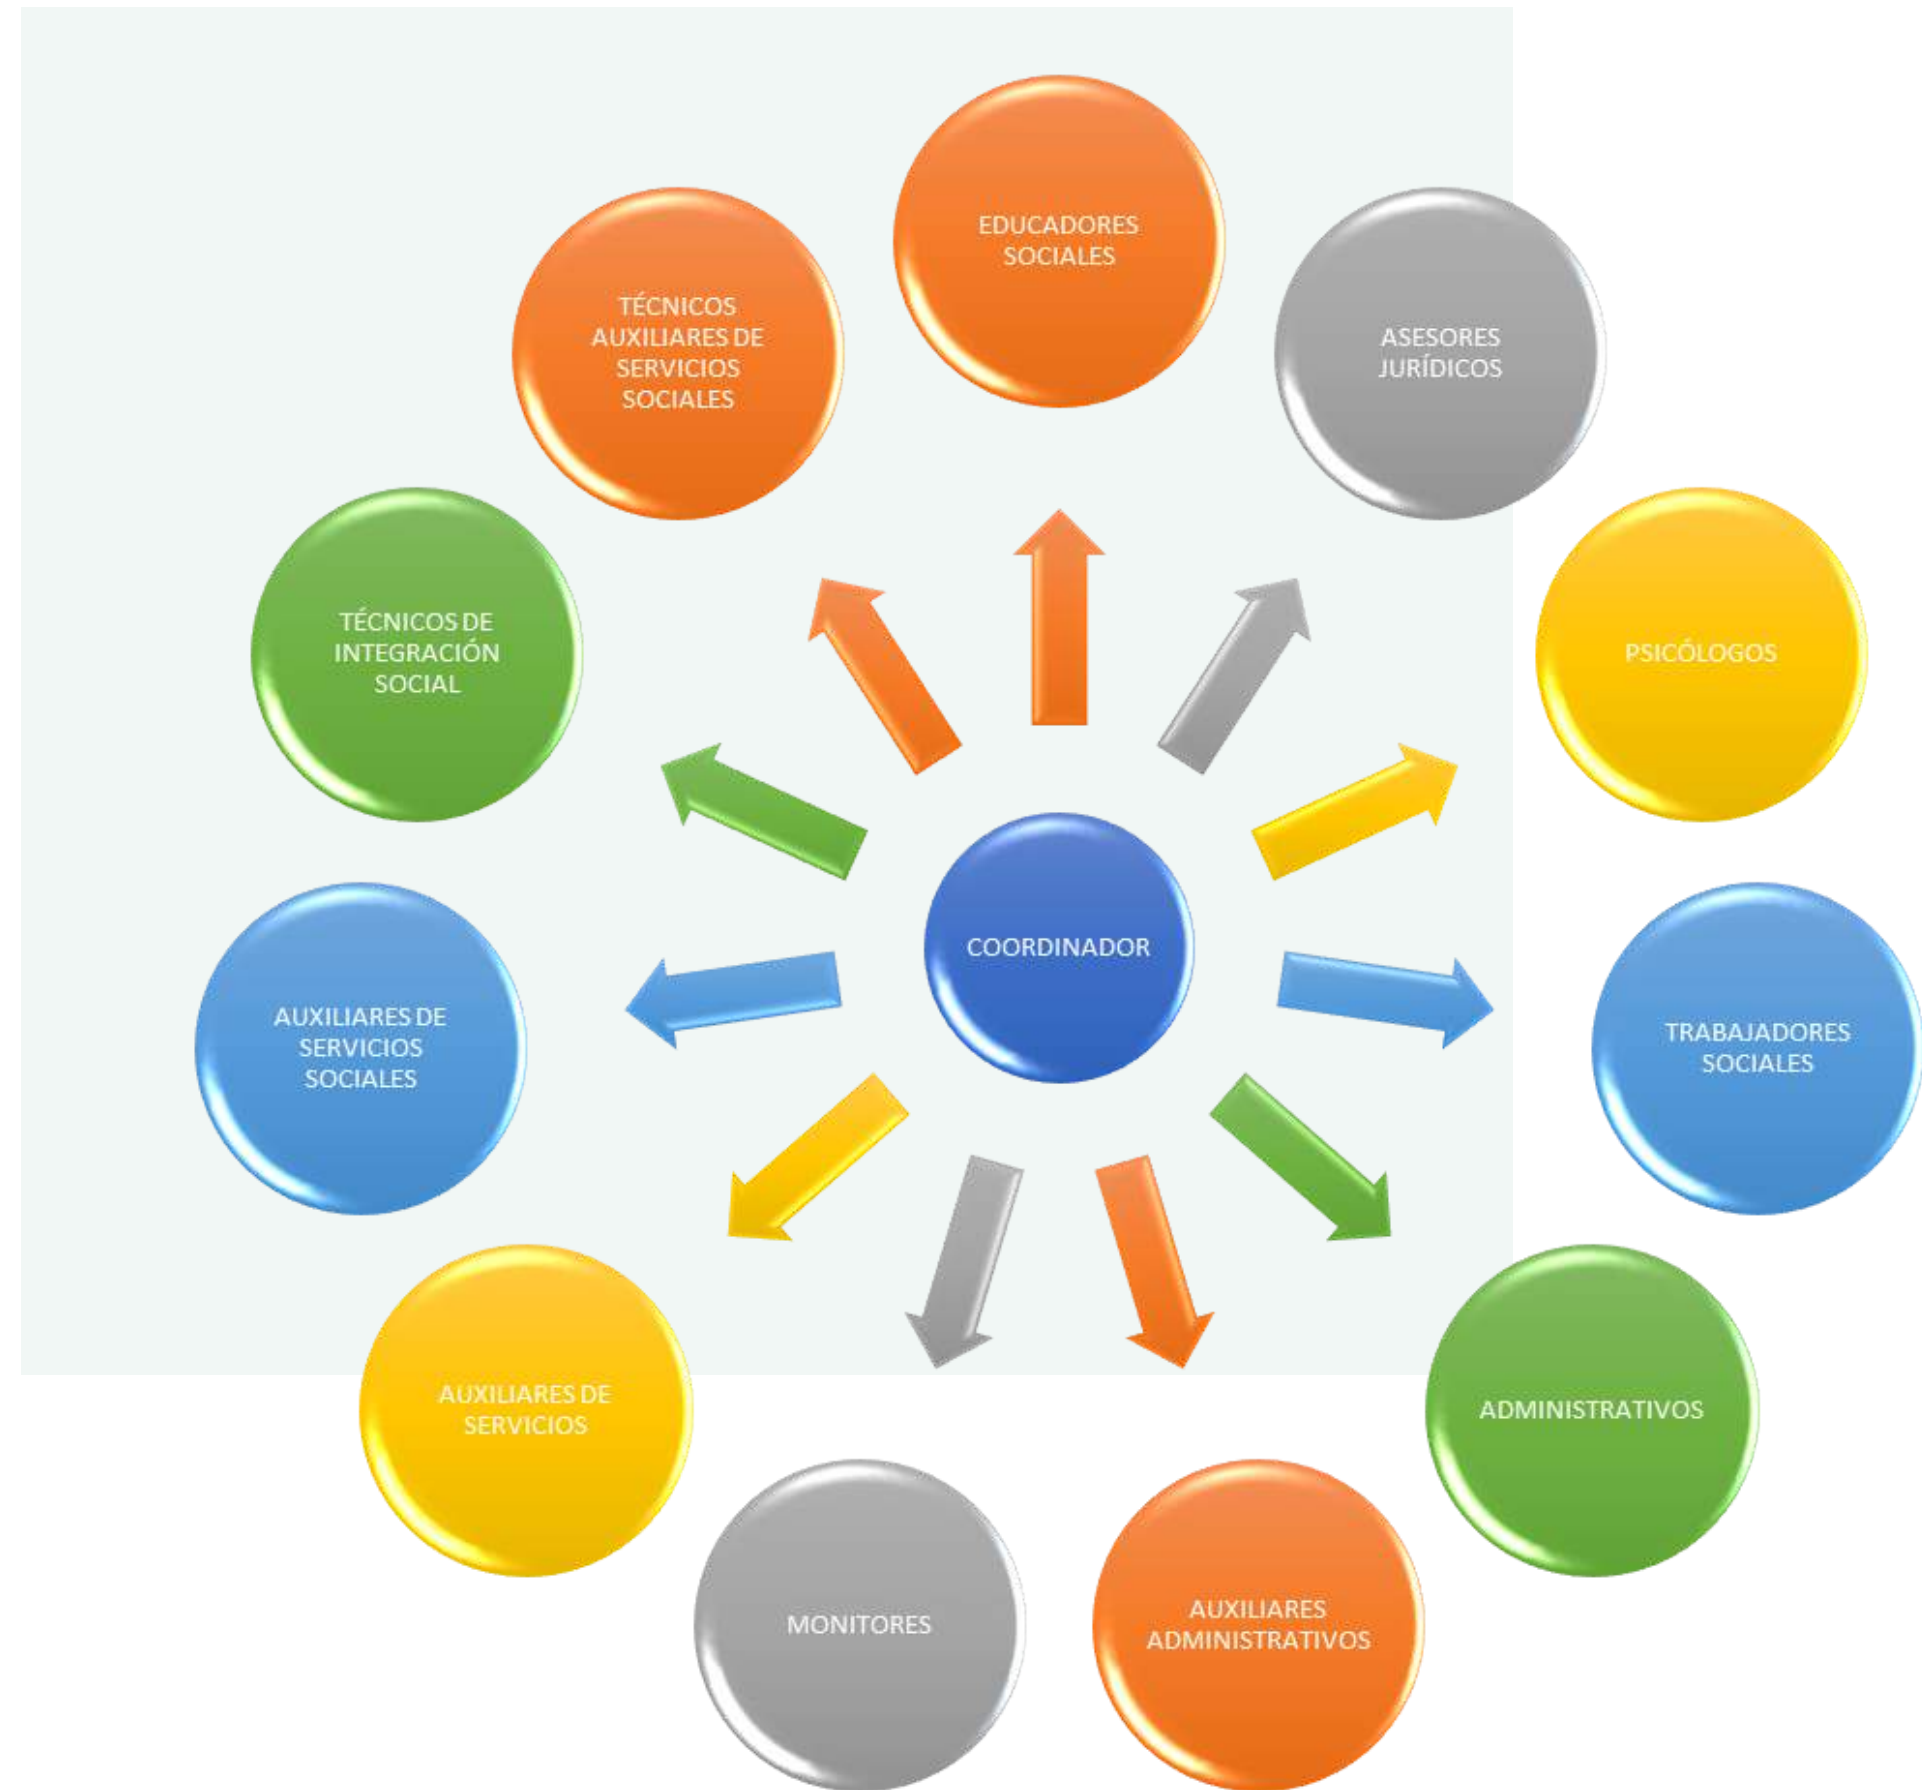 EDUCADORES
SOCIALES
ASESORES
JURÍDICOS
PSICÓLOGOS
TRABAJADORES
SOCIALES
ADMINISTRATIVOS
AUXILIARES
ADMINISTRATIVOS
MONITORES
AUXILIARES DE
SERVICIOS
AUXILIARES DE
SERVICIOS
SOCIALES
TÉCNICOS DE
INTEGRACIÓN
SOCIAL
TÉCNICOS
AUXILIARES DE
SERVICIOS
SOCIALES
COORDINADOR